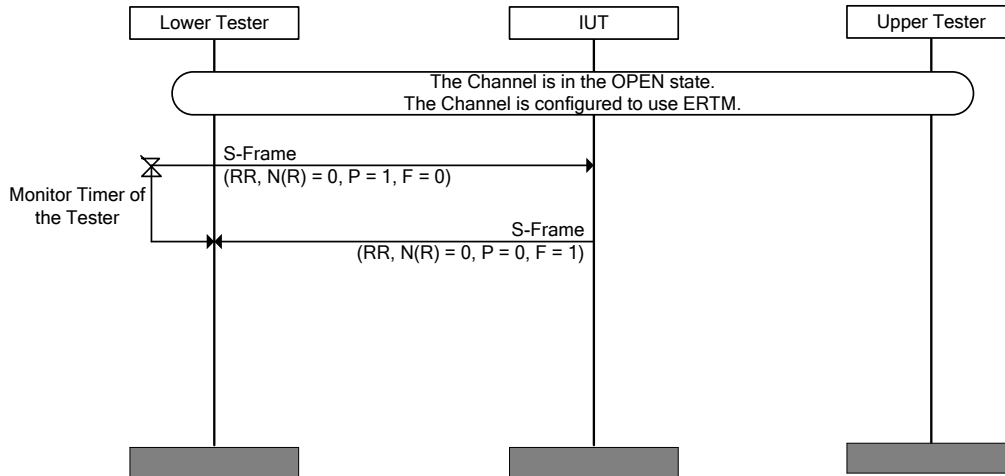 Lower Tester
IUT
Upper Tester
The Channel is in the OPEN state.
The Channel is configured to use ERTM.
S-Frame
(RR, N(R) = 0, P = 1, F = 0)
Monitor Timer of
the Tester
S-Frame
(RR, N(R) = 0, P = 0, F = 1)